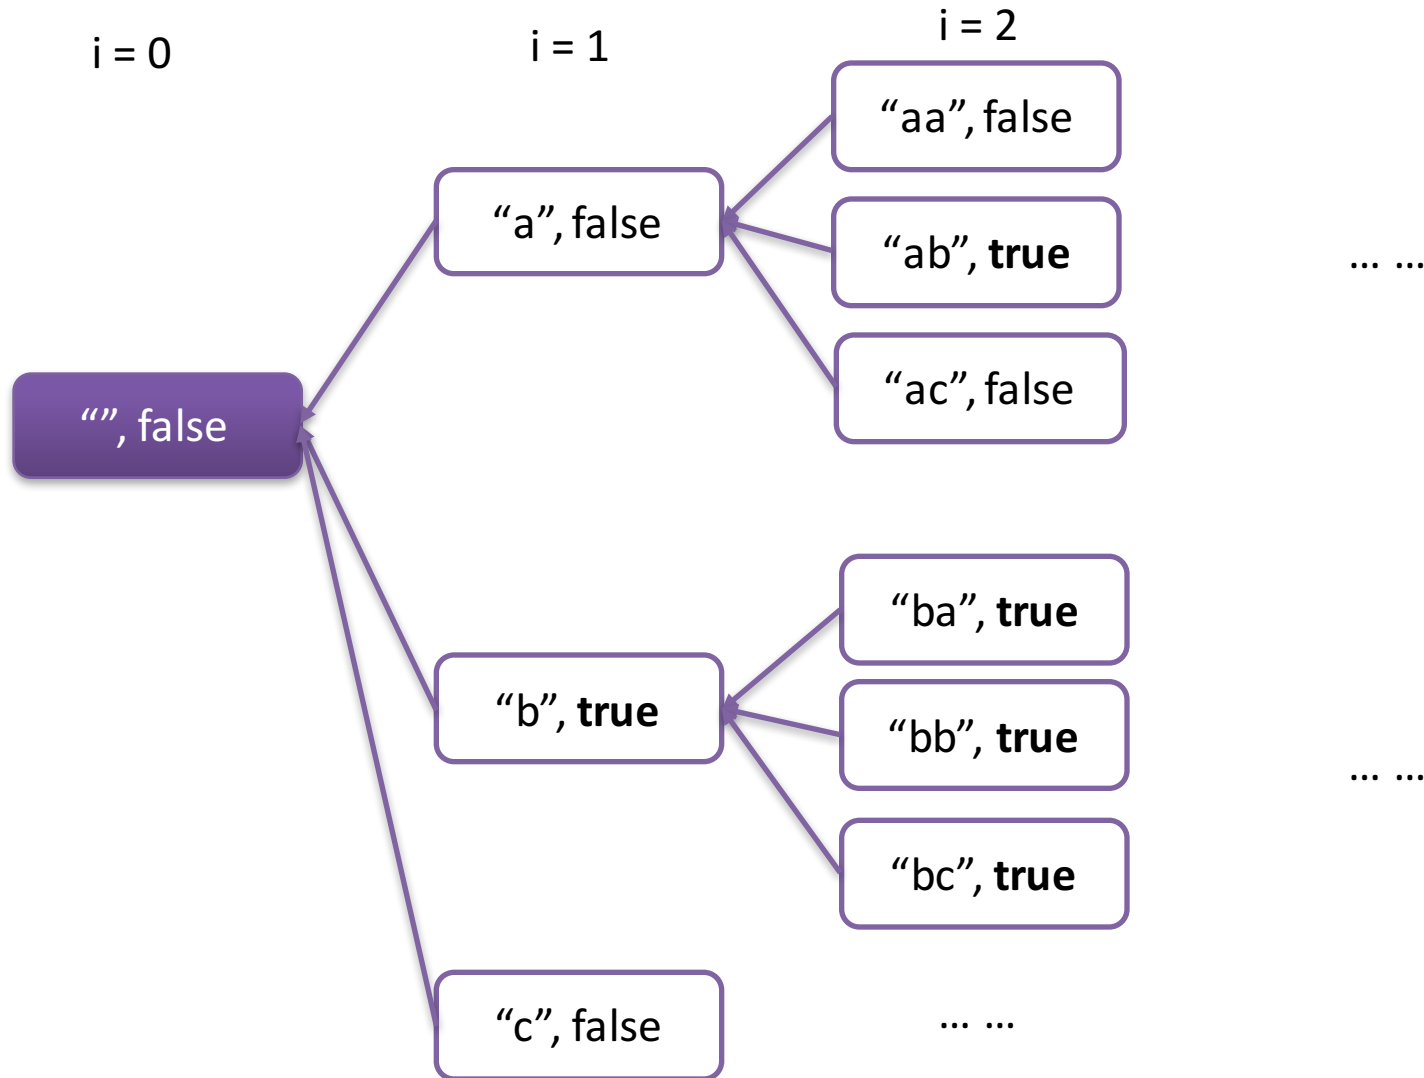 i = 0
i = 1
i = 2
“”, false
“a”, false
“b”, true
“c”, false
“aa”, false
“ab”, true
“ac”, false
“ba”, true
“bb”, true
“bc”, true
... ...
... ...
... ...